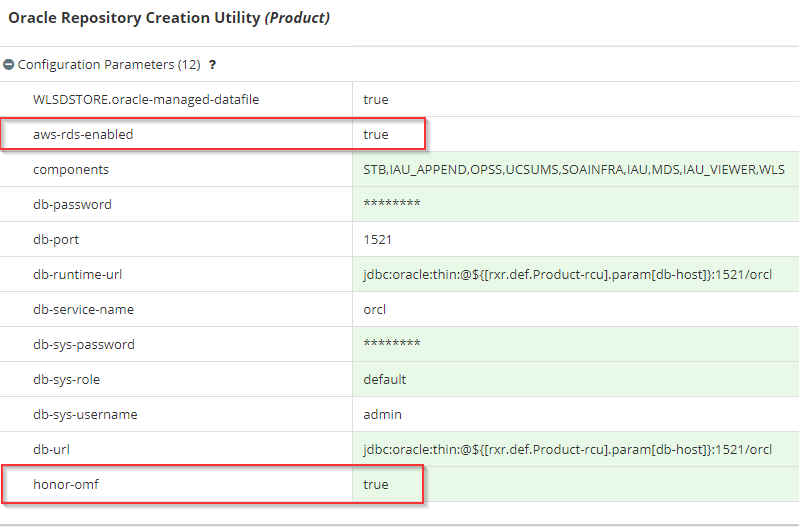 Oracle Repository Creation Utility (Product)
Configuration Parameters (12) ?
WLSDSTORE.oracle-managed-datafile true
aws-rds-enabled true
components STB,IAU_APPEND,OPSS,UCSUMS,SOAINFRA,IAU,MDS,IAU_VIEWER,WLS
db-password ********
db-port 1521
db-runtime-url jdbc:oracle:thin:@${[rxr.def.Product-rcu].param[db-host]}:1521/orcl
db-service-name orcl
db-sys-password ********
db-sys-role default
db-sys-username admin
db-url jdbc:oracle:thin:@${[rxr.def.Product-rcu].param[db-host]}:1521/orcl
honor-omf true